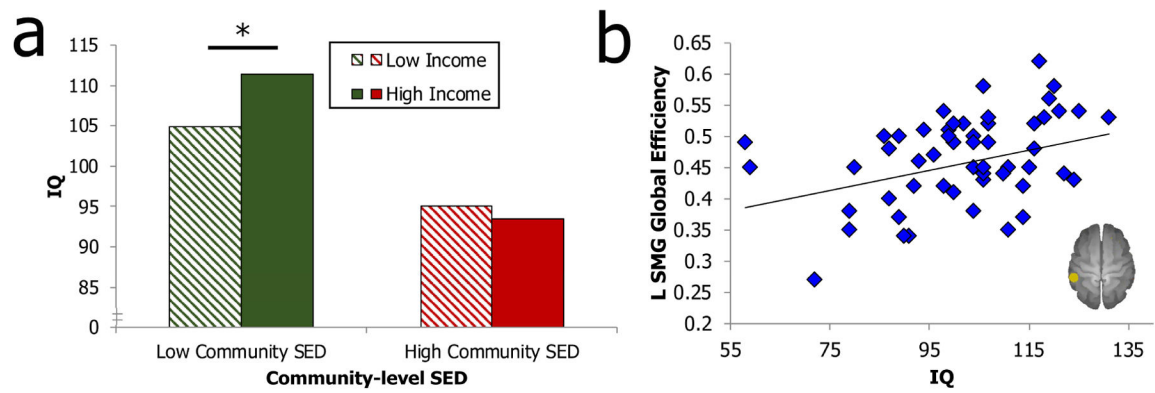 a
*
Low Income
High Income
115
110
105
100
95
90
85
0
IQ
Low Community SED
High Community SED
Community-level SED
b
0.65
0.6
0.55
0.5
0.45
0.4
0.35
0.3
0.25
0.2
L SMG Global Efficiency
55
75
95
115
135
IQ